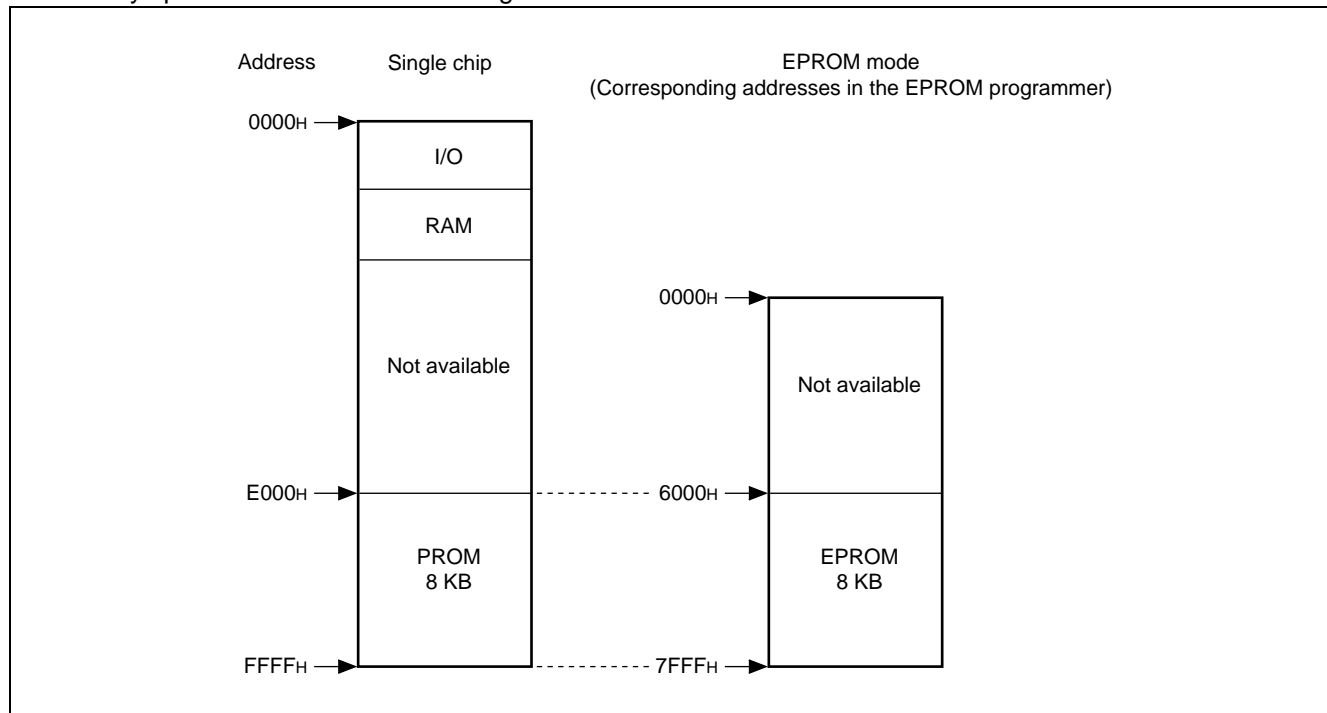 Address Single chip EPROM mode
(Corresponding addresses in the EPROM programmer)
0000H
I/O
RAM
0000H
Not available
Not available
E000H 6000H
PROM EPROM
8 KB 8 KB
FFFFH 7FFFH